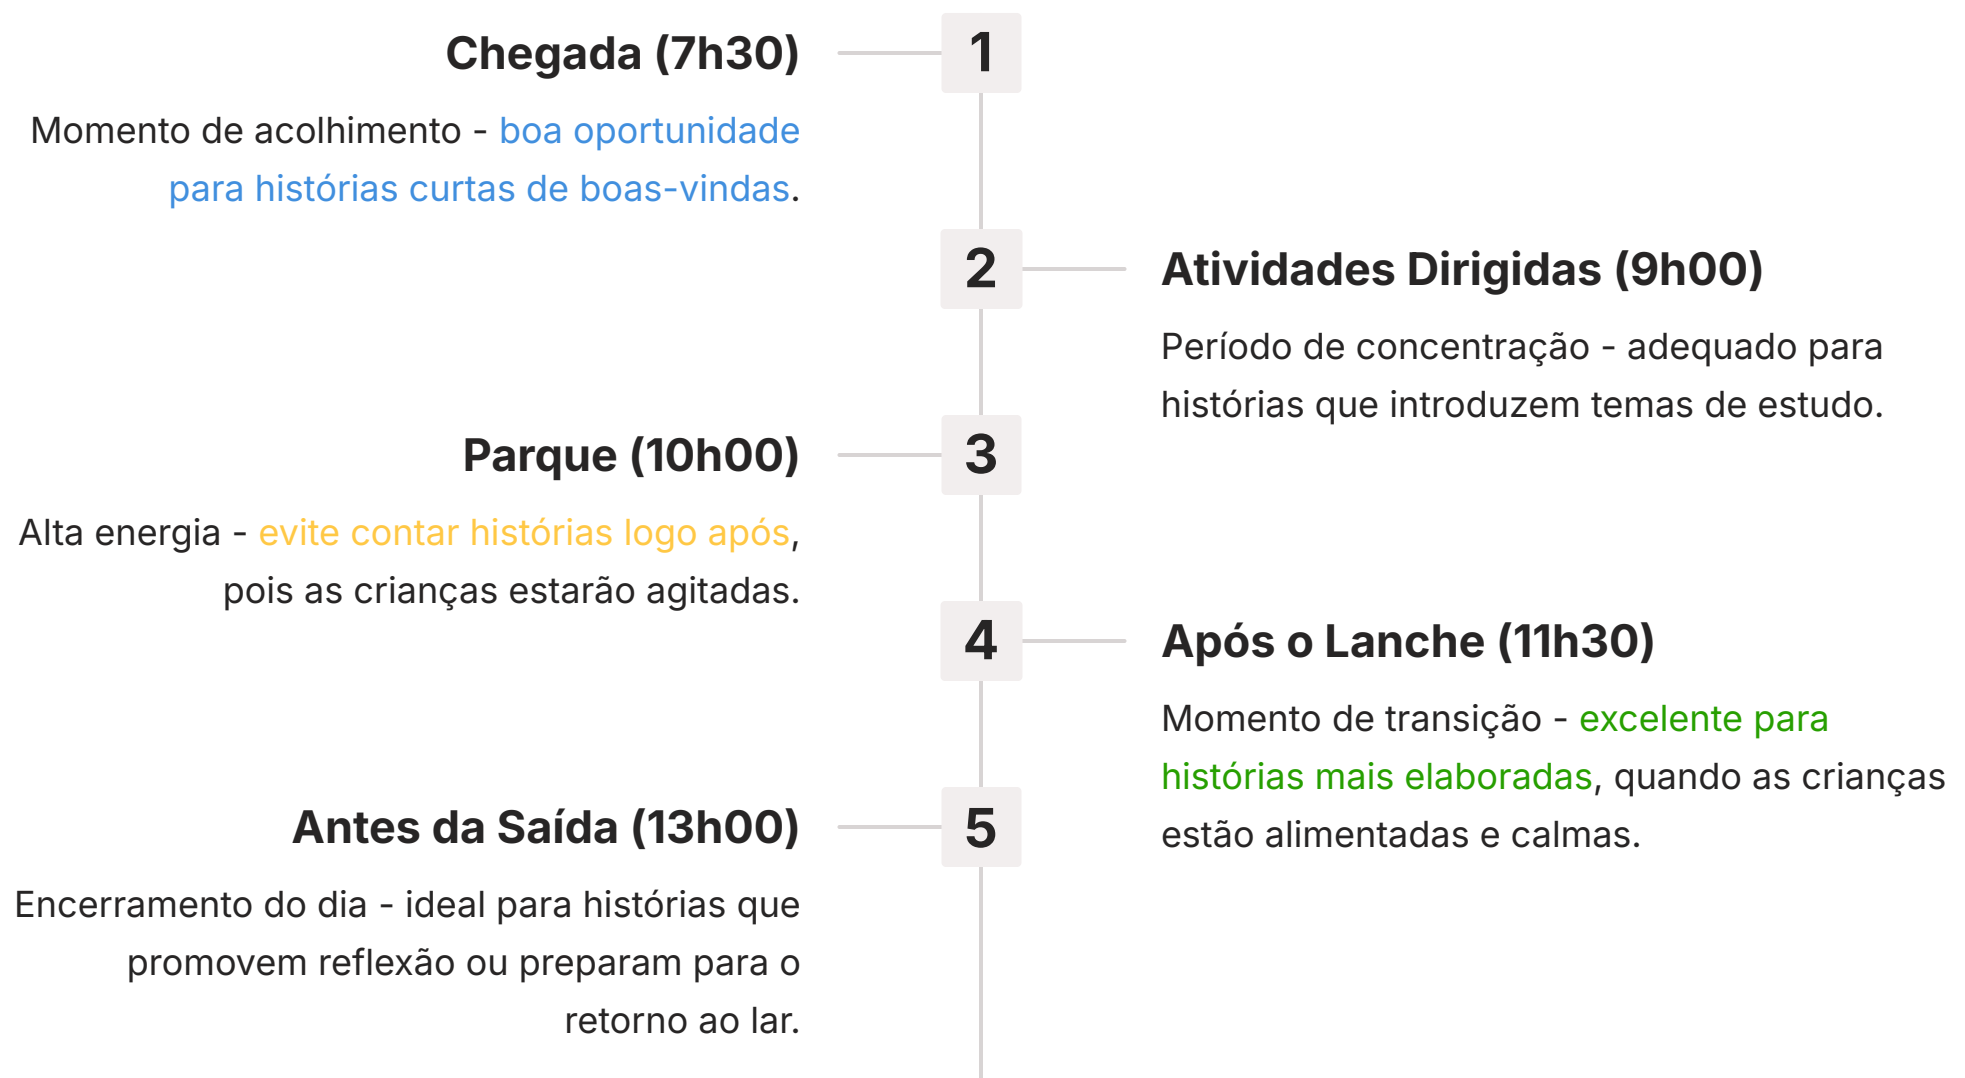 Chegada (7h30)
1
Momento de acolhimento - boa oportunidade
para histórias curtas de boas-vindas.
2
Atividades Dirigidas (9h00)
Período de concentração - adequado para
histórias que introduzem temas de estudo.
Parque (10h00)
3
Alta energia - evite contar histórias logo após,
pois as crianças estarão agitadas.
4
Após o Lanche (11h30)
Momento de transição - excelente para
histórias mais elaboradas, quando as crianças
estão alimentadas e calmas.
Antes da Saída (13h00)
5
Encerramento do dia - ideal para histórias que
promovem reflexão ou preparam para o
retorno ao lar.